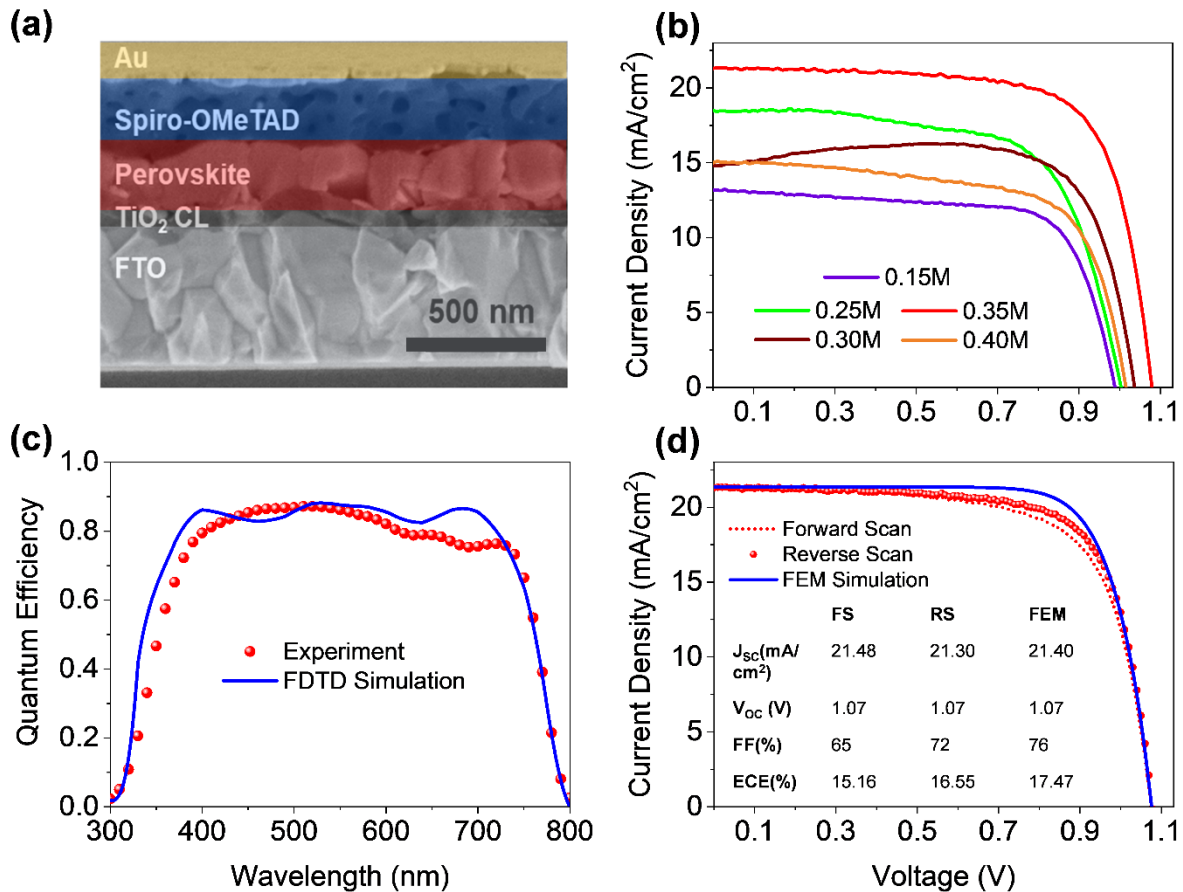 (a)
Au
Spiro-OMeTAD
Perovskite
TiO2 CL
FTO
500 nm
(b)
Current Density (mA/cm2)
20
15
10
5
0
0.15M
0.25M
0.35M
0.30M
0.40M
0.1 0.3 0.5 0.7 0.9 1.1
(c)
Quantum Efficiency
1.0
0.8
0.6
0.4
0.2
0.0
Experiment
FDTD Simulation
300 400 500 600 700 800
Wavelength (nm)
(d)
Current Density (mA/cm2)
20
15
10
5
0
Forward Scan
Reverse Scan
FEM Simulation
FS RS FEM
JSC(mA/
cm2) 21.48 21.30 21.40
VOC (V) 1.07 1.07 1.07
FF(%) 65 72 76
ECE(%) 15.16 16.55 17.47
0.1 0.3 0.5 0.7 0.9 1.1
Voltage (V)